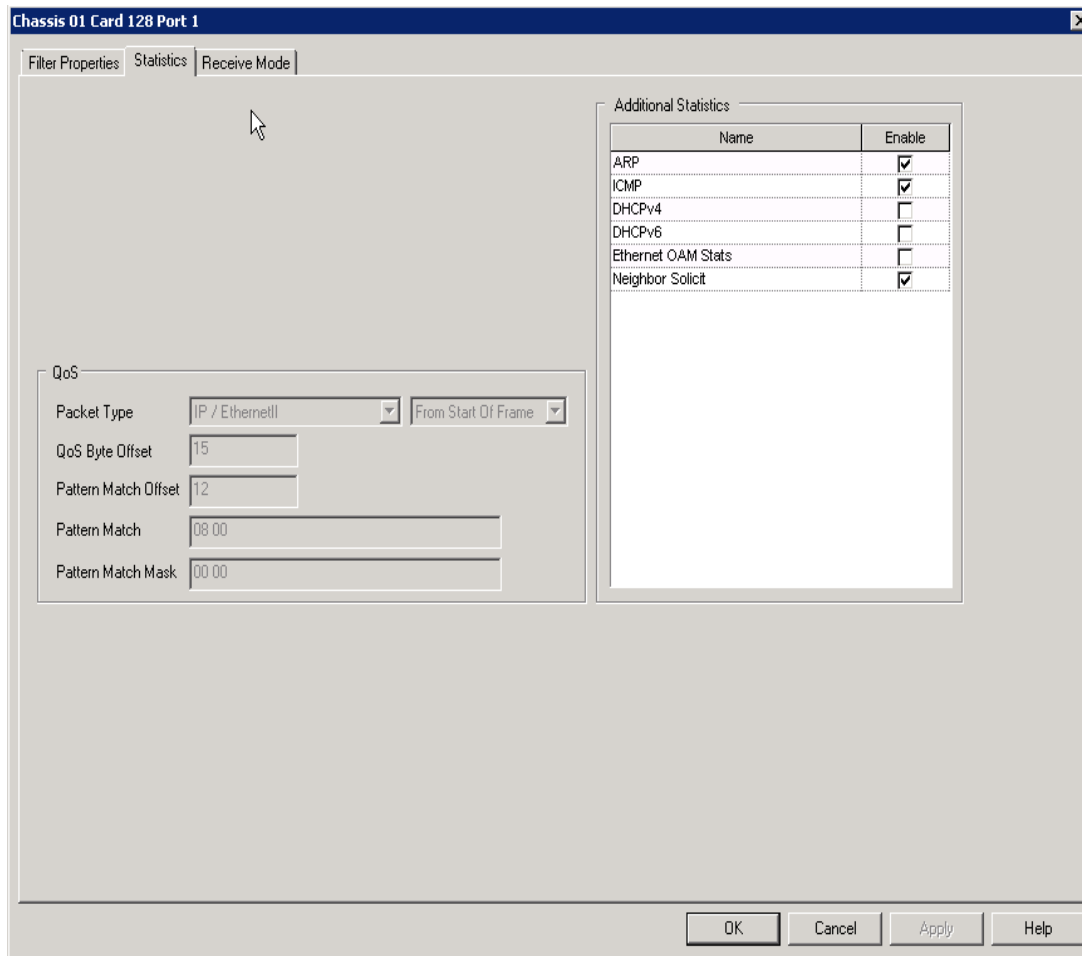 Chassis 01 Card 128 Port 1
Filter Properties Statistics Receive Mode
Additional Statistics
Name Enable
ARP
ICMP
DHCPv4
DHCPv6
Ethernet OAM Stats
Neighbor Solicit
QoS
Packet Type IP / EthernetII From Start Of Frame
QoS Byte Offset 15
Pattern Match Offset 12
Pattern Match 08 00
Pattern Match Mask 00 00
OK Cancel Apply Help